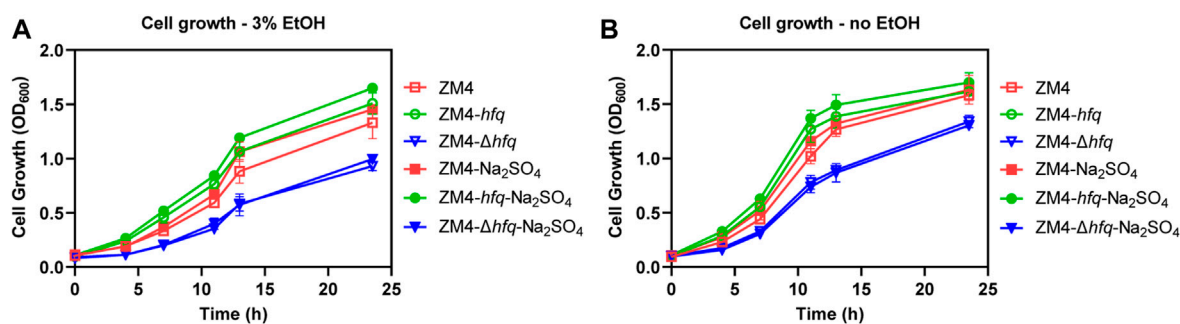 A
Cell growth - 3% EtOH
Cell Growth (OD₆₀₀)
2.0
1.5
1.0
0.5
0.0
0 5 10 15 20 25
Time (h)
ZM4
ZM4-hfq
ZM4-Δhfq
ZM4-Na₂SO₄
ZM4-hfq-Na₂SO₄
ZM4-Δhfq-Na₂SO₄
B
Cell growth - no EtOH
Cell Growth (OD₆₀₀)
2.0
1.5
1.0
0.5
0.0
0 5 10 15 20 25
Time (h)
ZM4
ZM4-hfq
ZM4-Δhfq
ZM4-Na₂SO₄
ZM4-hfq-Na₂SO₄
ZM4-Δhfq-Na₂SO₄